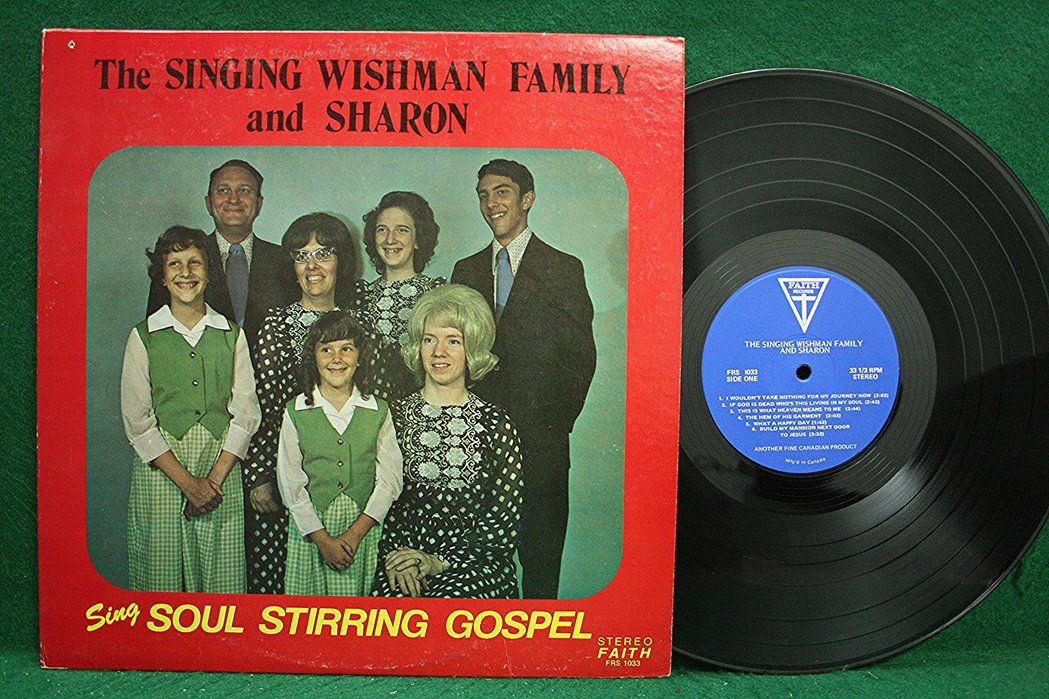 The SINGING WISHMAN FAMILY
and SHARON
Sing SOUL STIRRING GOSPEL
STEREO
FAITH
FRS 1033
FAITH
RECORDS
THE SINGING WISHMAN FAMILY
AND SHARON
FRS 1033
SIDE ONE
33 1/3 RPM
STEREO
1. I WOULDN'T TAKE NOTHING FOR MY JOURNEY NOW (2:03)
2. IF GOD IS DEAD WHO'S THIS LIVING IN MY SOUL (2:42)
3. THIS IS WHAT HEAVEN MEANS TO ME (3:44)
4. THE HEM OF HIS GARMENT (2:03)
5. WHAT A HAPPY DAY (1:42)
6. BUILD MY MANSION NEXT DOOR
TO JESUS (3:32)
ANOTHER FINE CANADIAN PRODUCT
Mfg'd in Canada